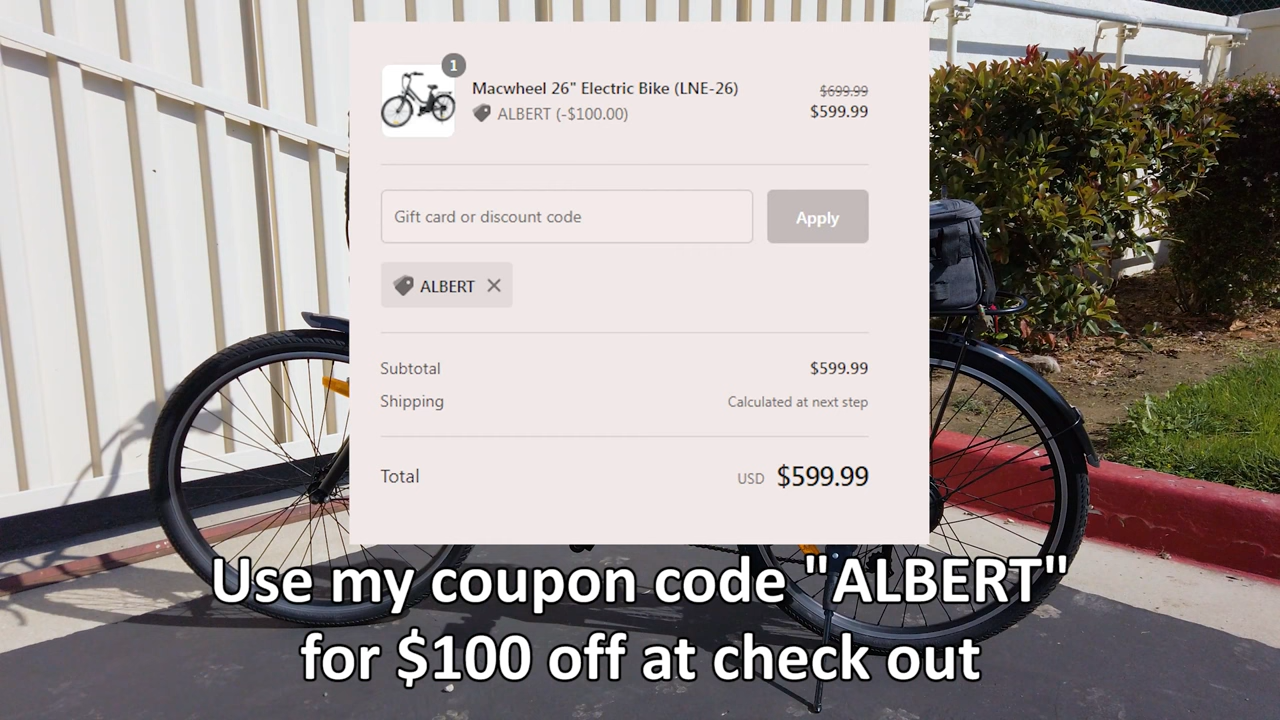 1
Macwheel 26" Electric Bike (LNE-26)
$699.99
ALBERT (-$100.00)
$599.99
Gift card or discount code
Apply
ALBERT
Subtotal
$599.99
Shipping
Calculated at next step
Total
USD $599.99
Use my coupon code "ALBERT"
for $100 off at check out